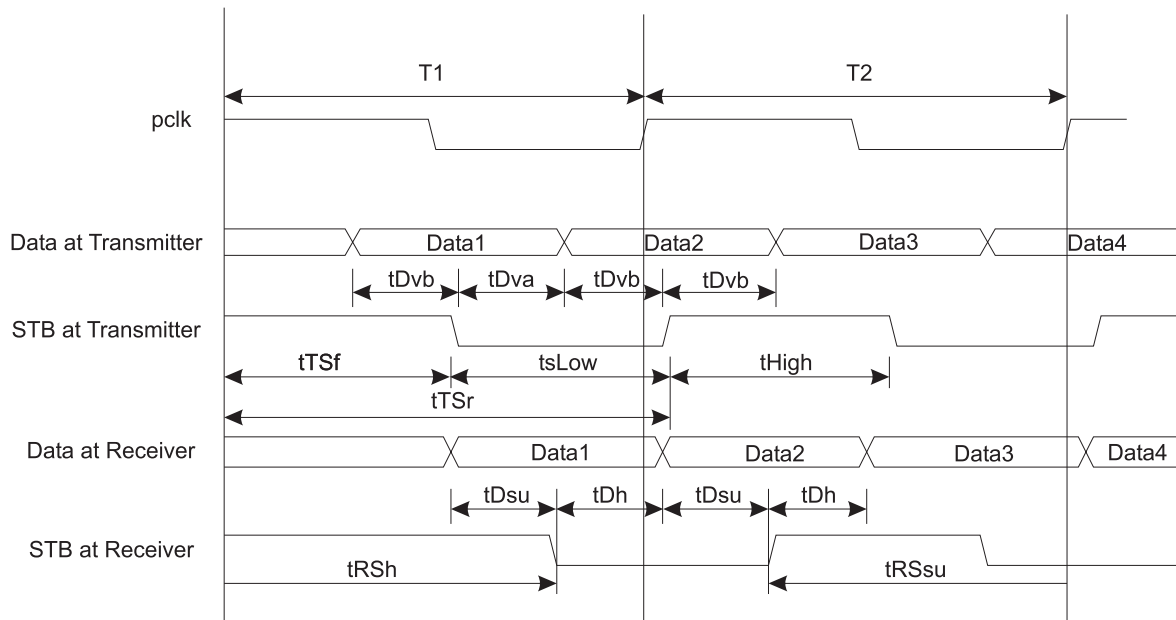 T1 T2
pclk
Data at Transmitter Data1 Data2 Data3 Data4
tDvb tDva tDvb tDvb
STB at Transmitter
tTSf tsLow tHigh
tTSr
Data at Receiver Data1 Data2 Data3 Data4
tDsu tDh tDsu tDh
STB at Receiver
tRSh tRSsu